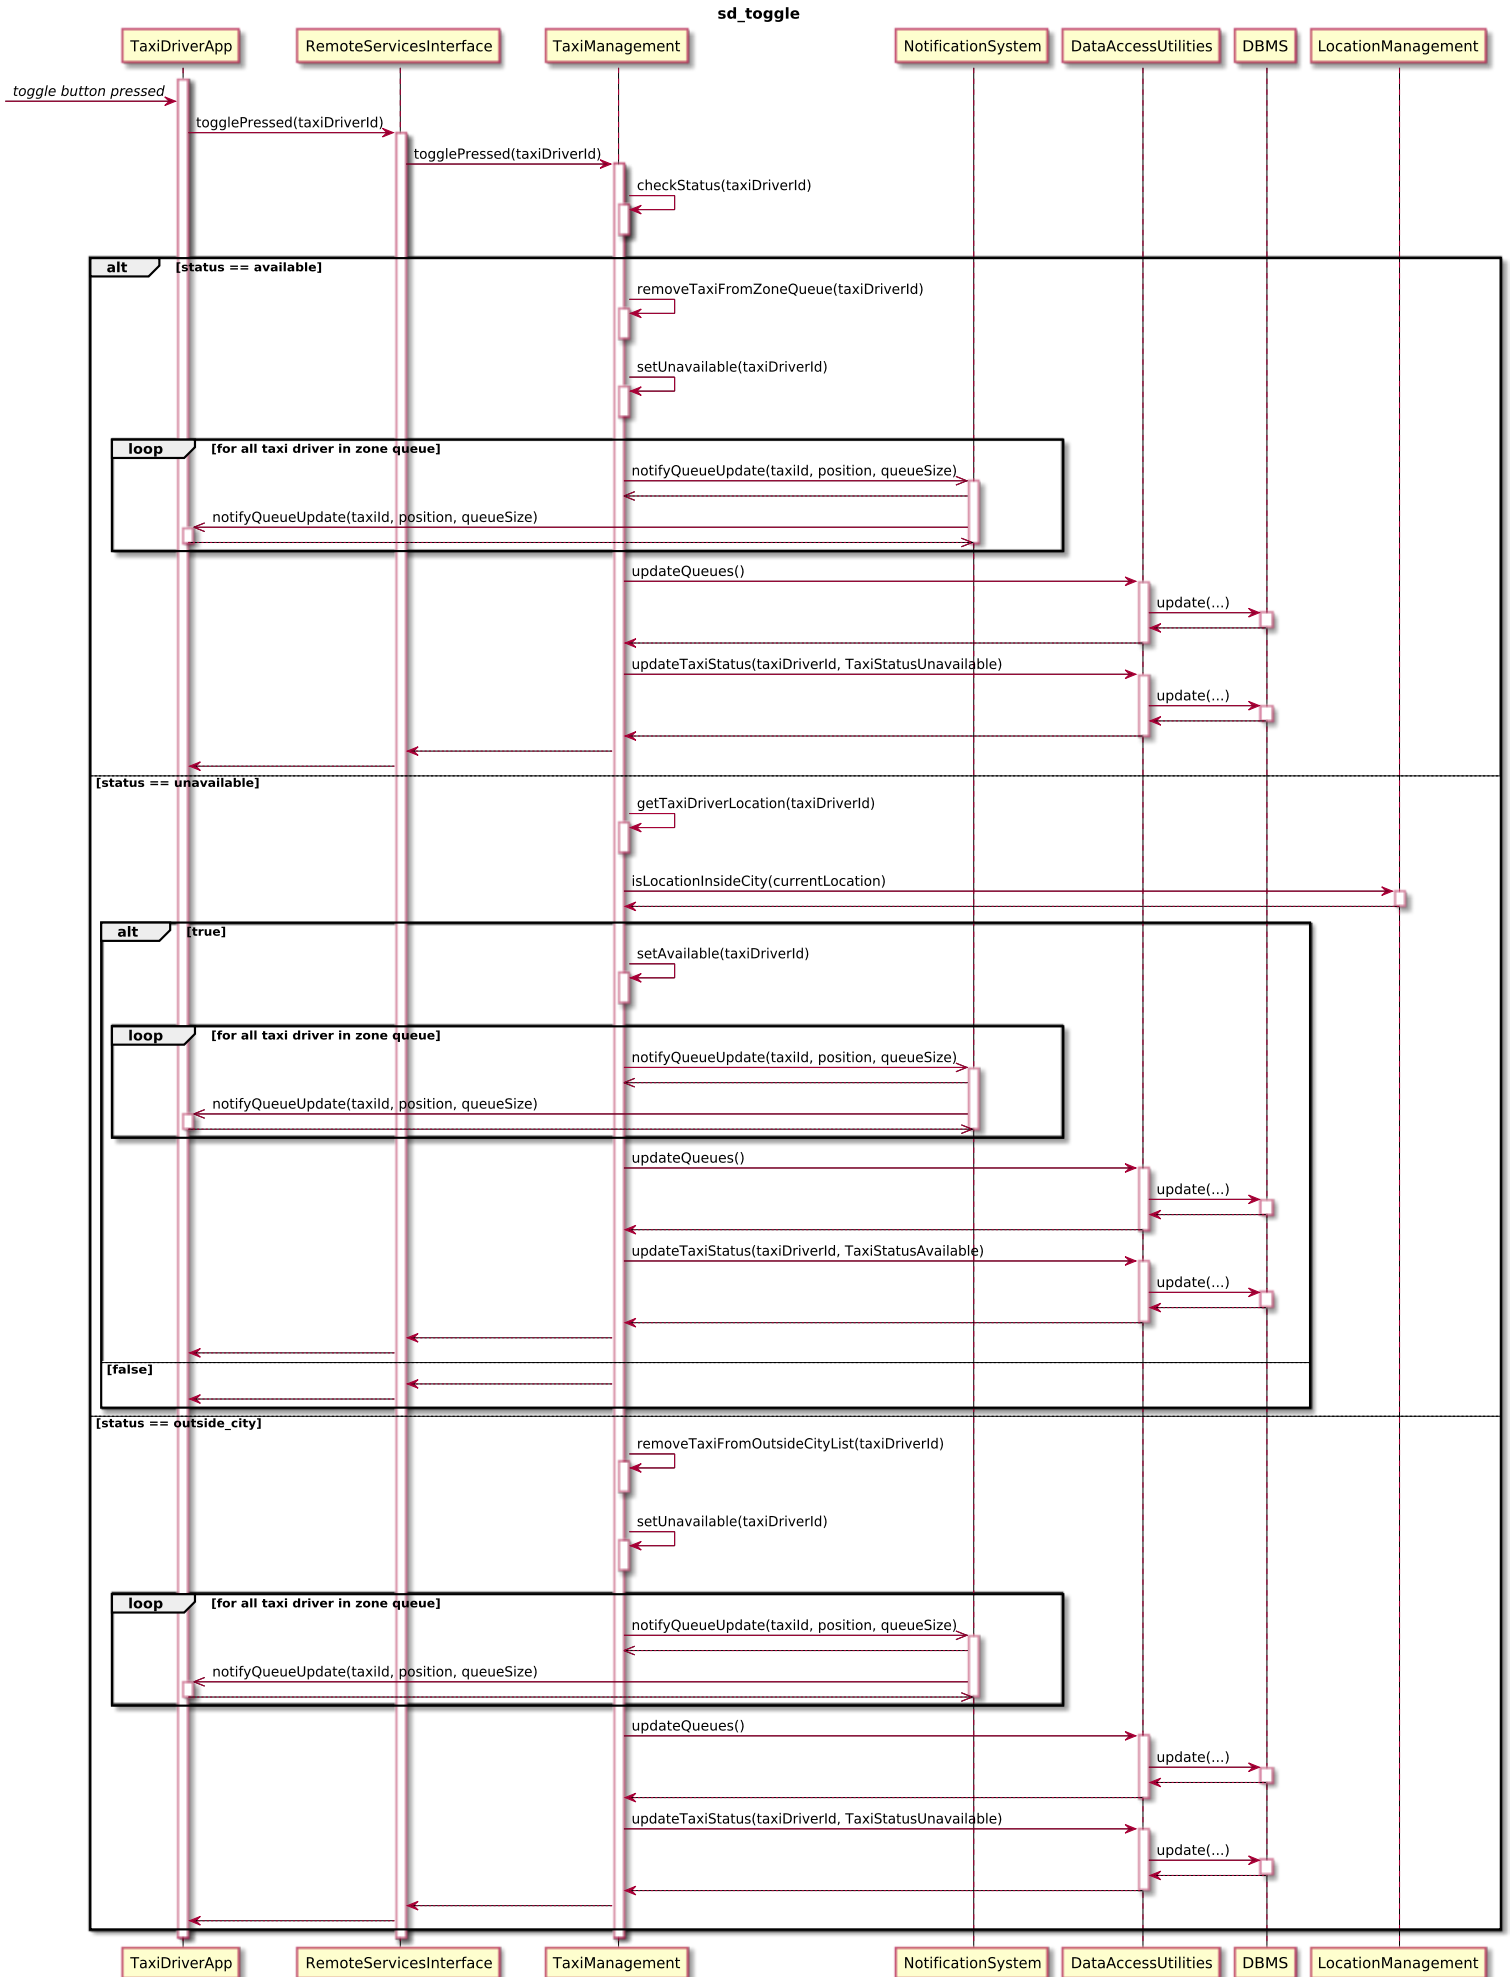 sd_toggle
TaxiDriverApp RemoteServicesInterface TaxiManagement NotificationSystem DataAccessUtilities DBMS LocationManagement
toggle button pressed
togglePressed(taxiDriverId)
togglePressed(taxiDriverId)
checkStatus(taxiDriverId)
alt [status == available]
removeTaxiFromZoneQueue(taxiDriverId)
setUnavailable(taxiDriverId)
loop [for all taxi driver in zone queue]
notifyQueueUpdate(taxiId, position, queueSize)
notifyQueueUpdate(taxiId, position, queueSize)
updateQueues()
update(...)
updateTaxiStatus(taxiDriverId, TaxiStatusUnavailable)
update(...)
[status == unavailable]
getTaxiDriverLocation(taxiDriverId)
isLocationInsideCity(currentLocation)
alt [true]
setAvailable(taxiDriverId)
loop [for all taxi driver in zone queue]
notifyQueueUpdate(taxiId, position, queueSize)
notifyQueueUpdate(taxiId, position, queueSize)
updateQueues()
update(...)
updateTaxiStatus(taxiDriverId, TaxiStatusAvailable)
update(...)
[false]
[status == outside_city]
removeTaxiFromOutsideCityList(taxiDriverId)
setUnavailable(taxiDriverId)
loop [for all taxi driver in zone queue]
notifyQueueUpdate(taxiId, position, queueSize)
notifyQueueUpdate(taxiId, position, queueSize)
updateQueues()
update(...)
updateTaxiStatus(taxiDriverId, TaxiStatusUnavailable)
update(...)
TaxiDriverApp RemoteServicesInterface TaxiManagement NotificationSystem DataAccessUtilities DBMS LocationManagement